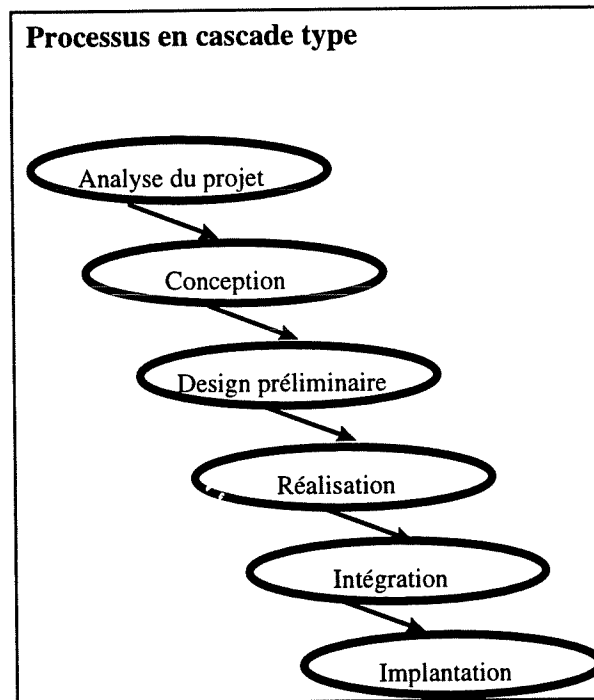 Processus en cascade type
Analyse du projet
Conception
Design préliminaire
Réalisation
Intégration
Implantation